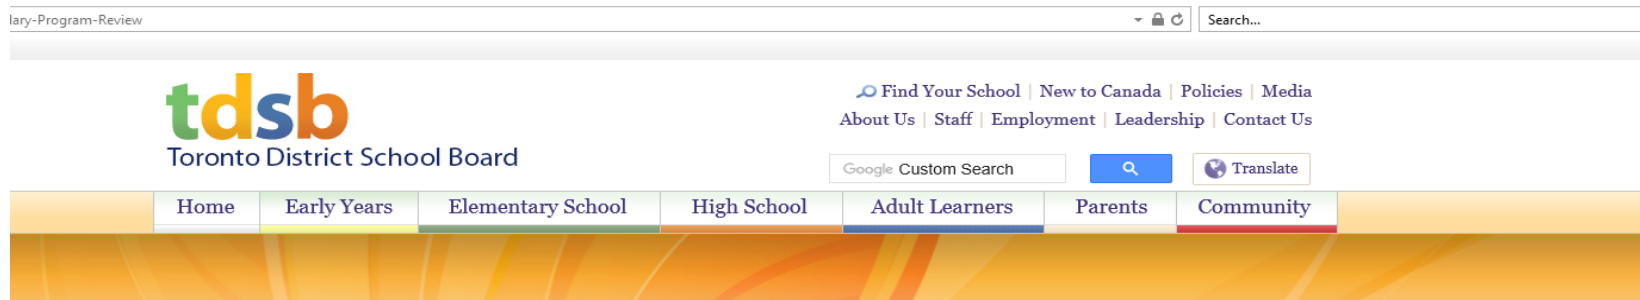 lary-Program-Review
Search...
tdsb
Toronto District School Board
Find Your School | New to Canada | Policies | Media
About Us | Staff | Employment | Leadership | Contact Us
Google Custom Search
Translate
Home Early Years Elementary School High School Adult Learners Parents Community